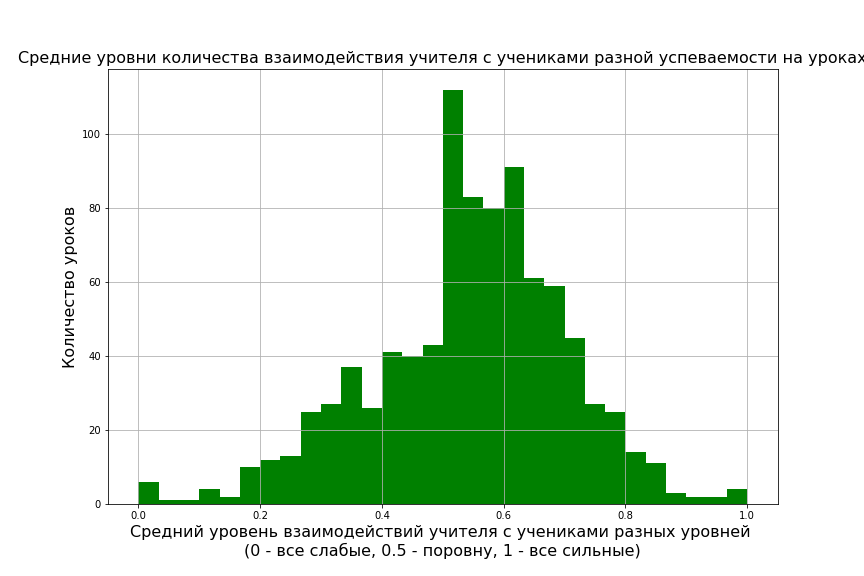 Средние уровни количества взаимодействия учителя с учениками разной успеваемости на уроках
Количество уроков
100
80
60
40
20
0
0.0 0.2 0.4 0.6 0.8 1.0
Средний уровень взаимодействий учителя с учениками разных уровней
(0 - все слабые, 0.5 - поровну, 1 - все сильные)